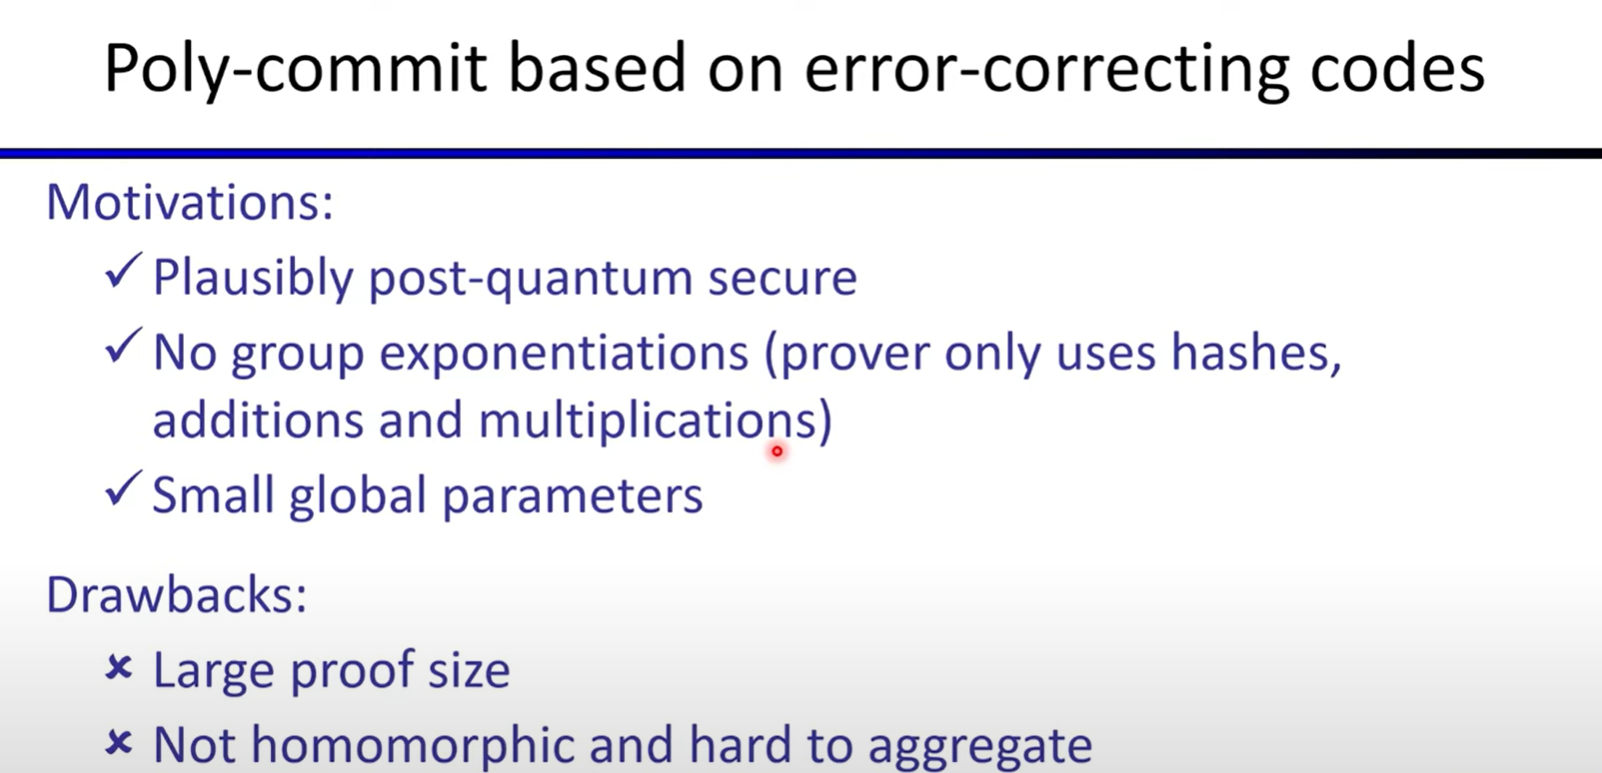 Poly-commit based on error-correcting codes
Motivations:
✓ Plausibly post-quantum secure
✓ No group exponentiations (prover only uses hashes,
additions and multiplications)
✓ Small global parameters
Drawbacks:
✗ Large proof size
✗ Not homomorphic and hard to aggregate